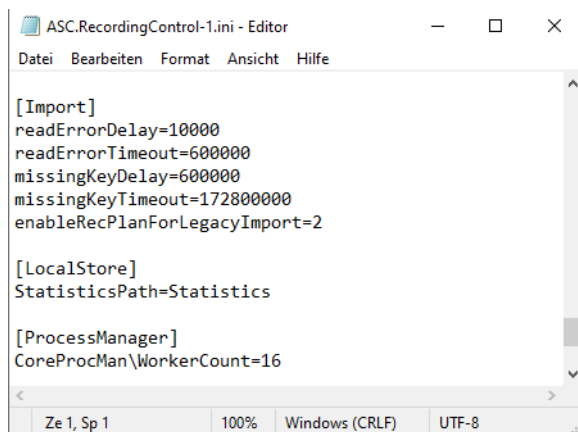 ASC.RecordingControl-1.ini - Editor
Datei Bearbeiten Format Ansicht Hilfe
[Import]
readErrorDelay=10000
readErrorTimeout=600000
missingKeyDelay=600000
missingKeyTimeout=172800000
enableRecPlanForLegacyImport=2
[LocalStore]
StatisticsPath=Statistics
[ProcessManager]
CoreProcMan\WorkerCount=16
Ze 1, Sp 1 100% Windows (CRLF) UTF-8